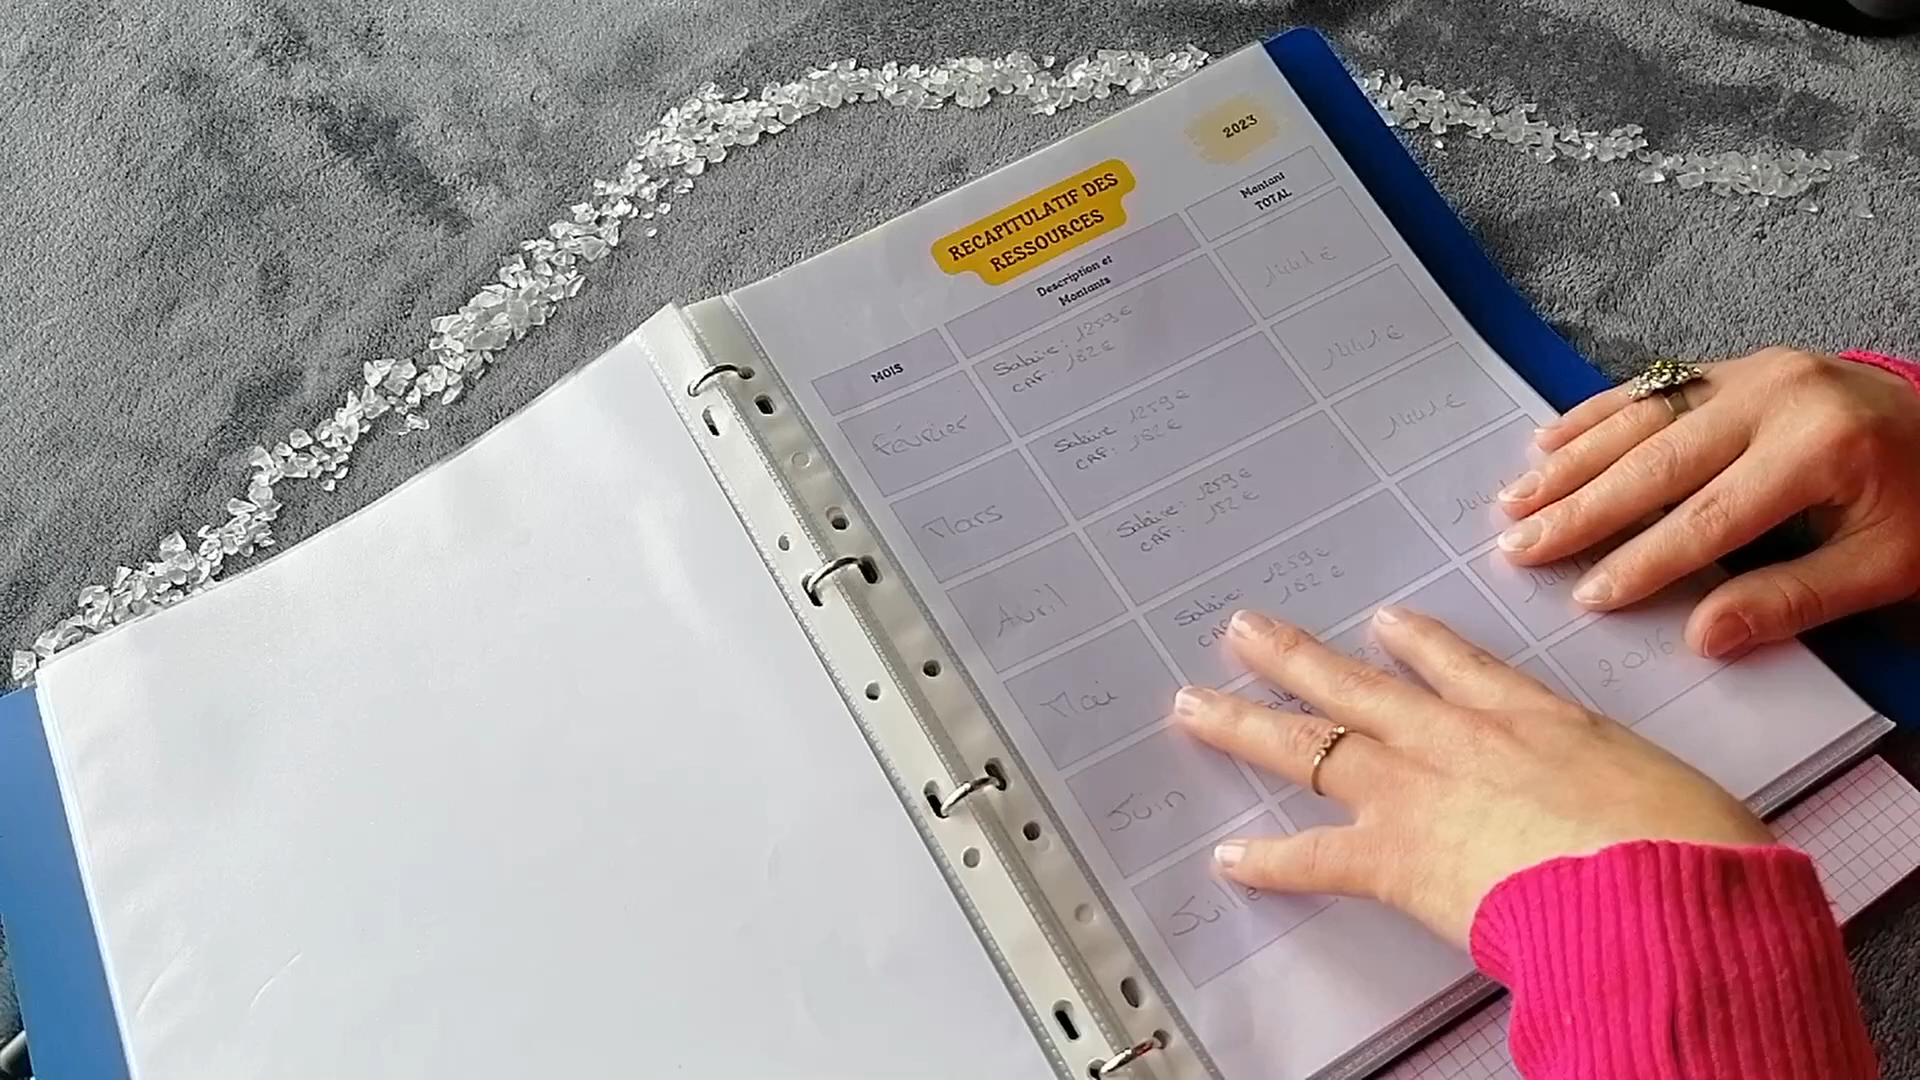 2023
RECAPITULATIF DES
RESSOURCES
MOIS
Description et
Montants
Montant
TOTAL
Février
Salaire: 1259€
CAF: 182€
1441€
Mars
Salaire 1259€
CAF: 182€
1441€
Avril
Salaire: 1259€
CAF: 182€
1441€
Mai
Salaire: 1259€
182€
Juin
Juil
2016